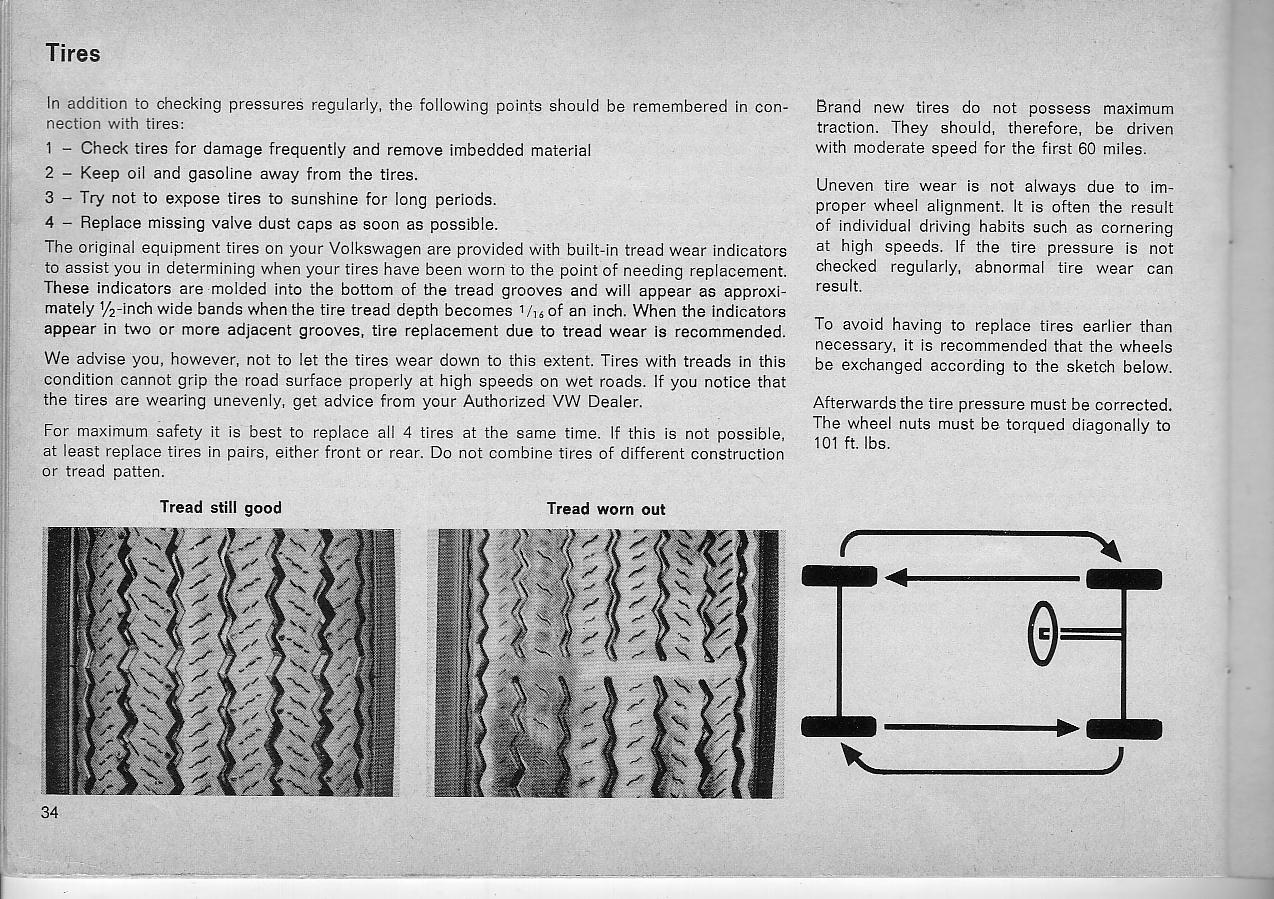 Tires
In addition to checking pressures regularly, the following points should be remembered in con-
nection with tires:
1 – Check tires for damage frequently and remove imbedded material
2 – Keep oil and gasoline away from the tires.
3 – Try not to expose tires to sunshine for long periods.
4 – Replace missing valve dust caps as soon as possible.
The original equipment tires on your Volkswagen are provided with built-in tread wear indicators
to assist you in determining when your tires have been worn to the point of needing replacement.
These indicators are molded into the bottom of the tread grooves and will appear as approxi-
mately ½-inch wide bands when the tire tread depth becomes 1/16 of an inch. When the indicators
appear in two or more adjacent grooves, tire replacement due to tread wear is recommended.
We advise you, however, not to let the tires wear down to this extent. Tires with treads in this
condition cannot grip the road surface properly at high speeds on wet roads. If you notice that
the tires are wearing unevenly, get advice from your Authorized VW Dealer.
For maximum safety it is best to replace all 4 tires at the same time. If this is not possible,
at least replace tires in pairs, either front or rear. Do not combine tires of different construction
or tread patten.
Tread still good
Tread worn out
34
Brand new tires do not possess maximum
traction. They should, therefore, be driven
with moderate speed for the first 60 miles.
Uneven tire wear is not always due to im-
proper wheel alignment. It is often the result
of individual driving habits such as cornering
at high speeds. If the tire pressure is not
checked regularly, abnormal tire wear can
result.
To avoid having to replace tires earlier than
necessary, it is recommended that the wheels
be exchanged according to the sketch below.
Afterwards the tire pressure must be corrected.
The wheel nuts must be torqued diagonally to
101 ft. lbs.